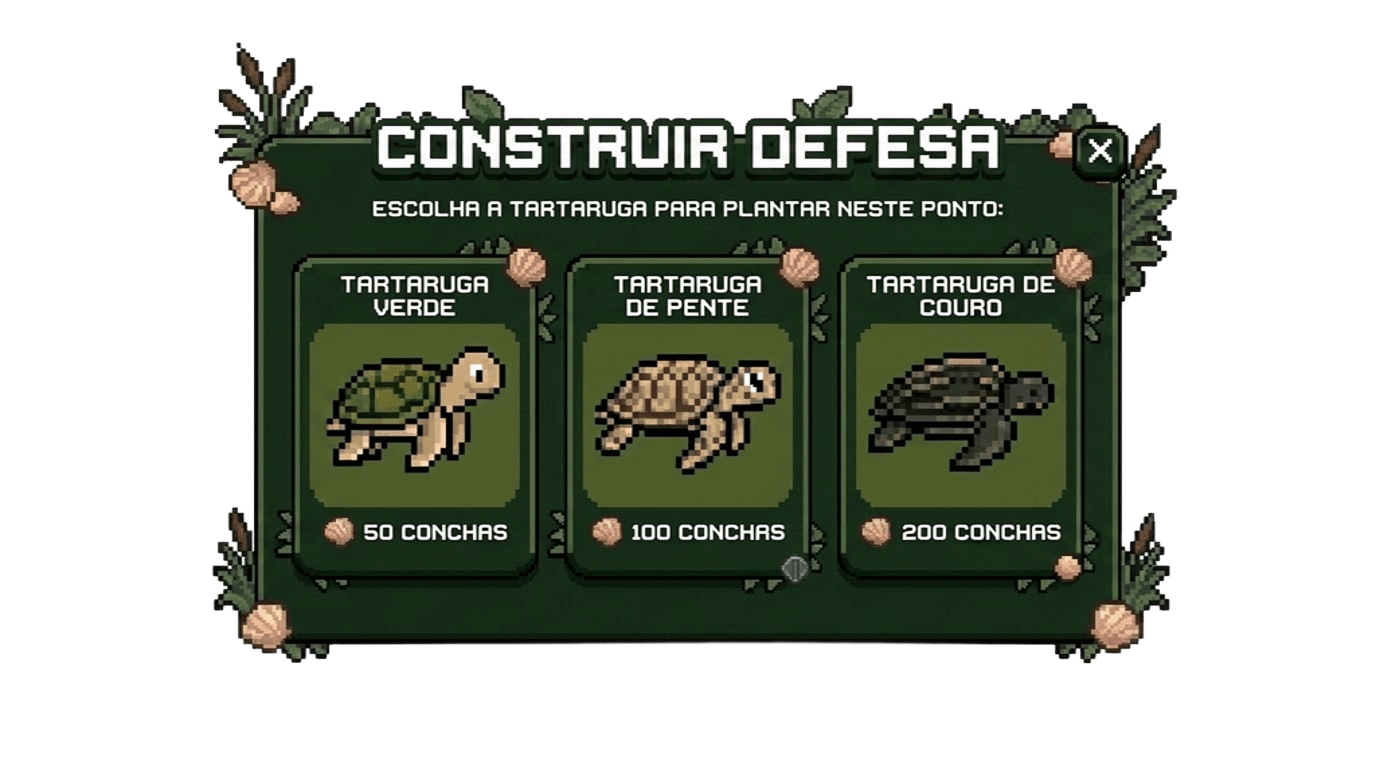 CONSTRUIR DEFESA
X
ESCOLHA A TARTARUGA PARA PLANTAR NESTE PONTO:
TARTARUGA
VERDE
50 CONCHAS
TARTARUGA
DE PENTE
100 CONCHAS
TARTARUGA DE
COURO
200 CONCHAS